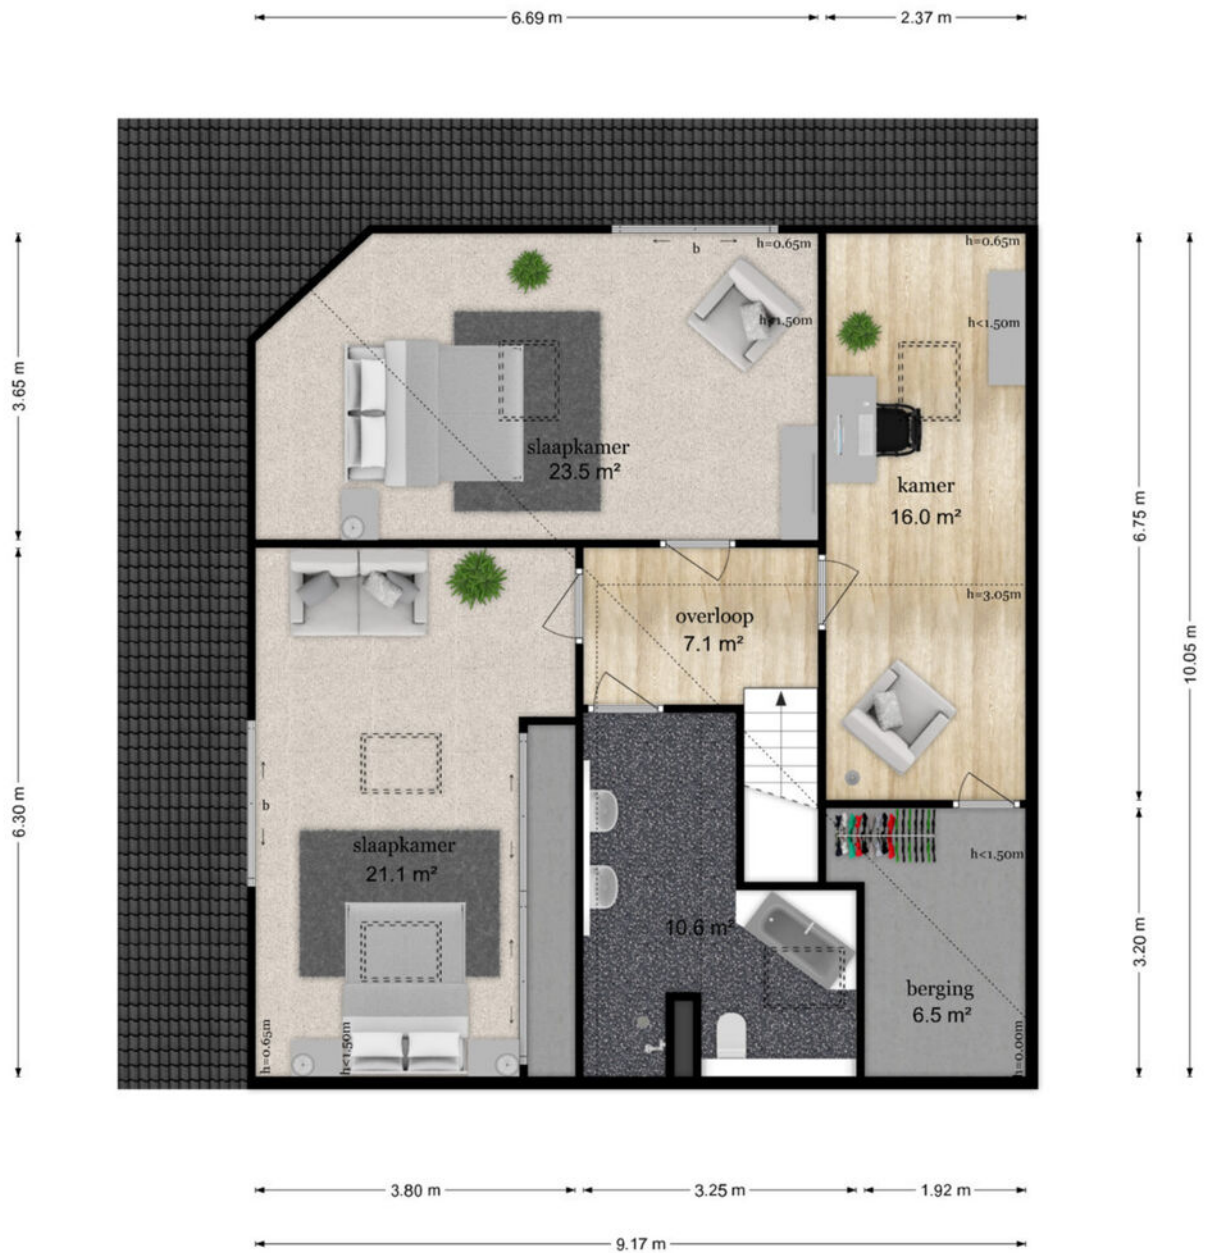 6.69 m
2.37 m
b
h=0.65m
h=0.65m
h<1.50m
h<1.50m
3.65 m
slaapkamer
23.5 m²
kamer
16.0 m²
6.75 m
h=3.05m
overloop
7.1 m²
10.05 m
b
6.30 m
slaapkamer
21.1 m²
h<1.50m
10.6 m²
3.20 m
berging
6.5 m²
h=0.65m
h<1.50m
h=0.00m
3.80 m
3.25 m
1.92 m
9.17 m